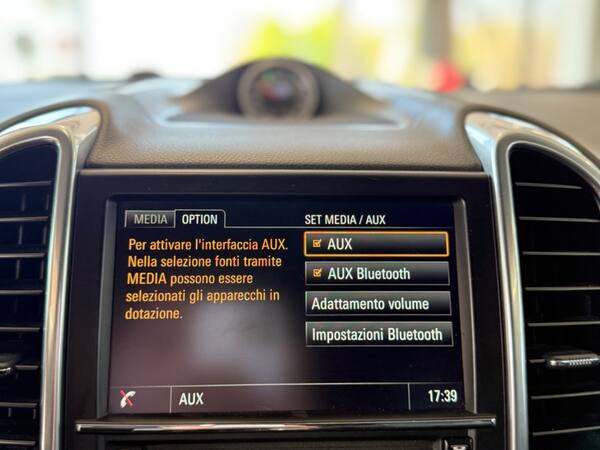 MEDIA OPTION SET MEDIA / AUX
Per attivare l'interfaccia AUX.
Nella selezione fonti tramite
MEDIA possono essere
selezionati gli apparecchi in
dotazione.
AUX
AUX Bluetooth
Adattamento volume
Impostazioni Bluetooth
AUX 17:39